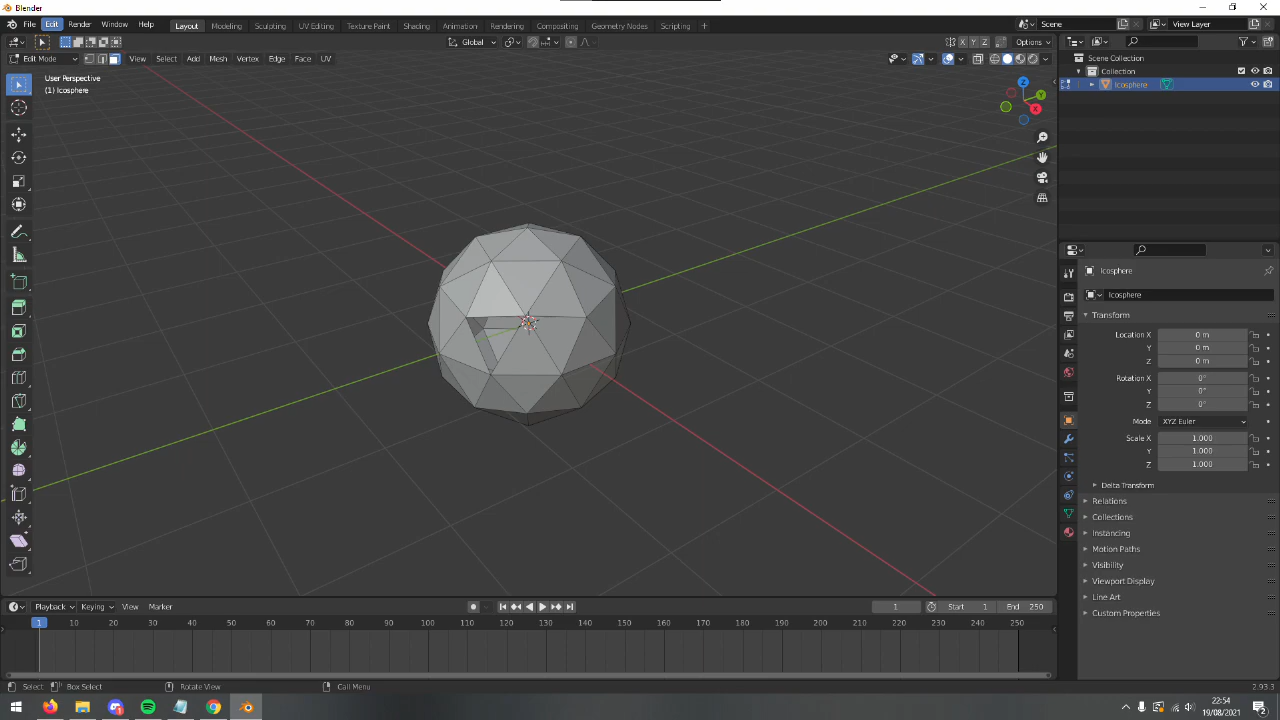 Blender
File Edit Render Window Help Layout Modeling Sculpting UV Editing Texture Paint Shading Animation Rendering Compositing Geometry Nodes Scripting + Scene View Layer
Global X Y Z Options
Edit Mode View Select Add Mesh Vertex Edge Face UV
User Perspective
(1) Icosphere
Z
Y
X
Scene Collection
Collection
Icosphere
Icosphere
Icosphere
Transform
Location X 0 m
Y 0 m
Z 0 m
Rotation X 0°
Y 0°
Z 0°
Mode XYZ Euler
Scale X 1.000
Y 1.000
Z 1.000
Delta Transform
Relations
Collections
Instancing
Motion Paths
Visibility
Viewport Display
Line Art
Custom Properties
Playback Keying View Marker 1 Start 1 End 250
1 10 20 30 40 50 60 70 80 90 100 110 120 130 140 150 160 170 180 190 200 210 220 230 240 250
Select Box Select Rotate View Call Menu 2.93.3
22:54
19/08/2021
2